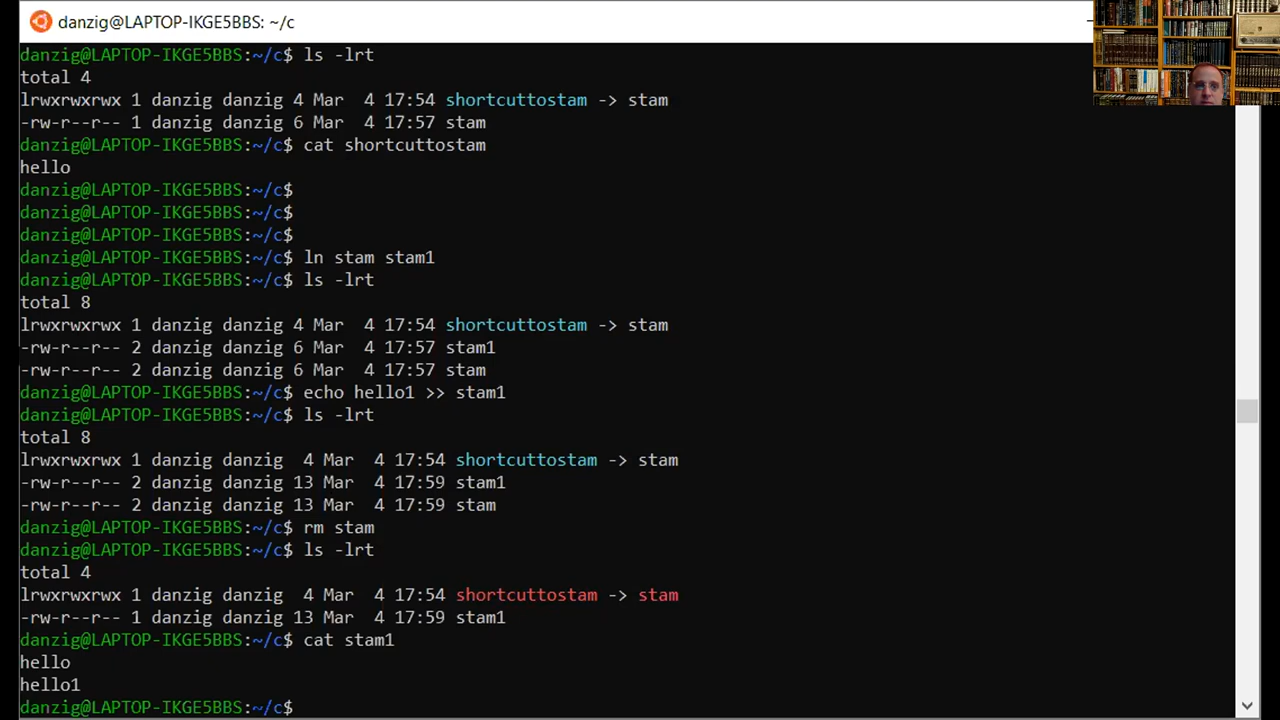 danzig@LAPTOP-IKGE5BBS: ~/c
danzig@LAPTOP-IKGE5BBS:~/c$ ls -lrt
total 4
lrwxrwxrwx 1 danzig danzig 4 Mar  4 17:54 shortcuttostam -> stam
-rw-r--r-- 1 danzig danzig 6 Mar  4 17:57 stam
danzig@LAPTOP-IKGE5BBS:~/c$ cat shortcuttostam
hello
danzig@LAPTOP-IKGE5BBS:~/c$
danzig@LAPTOP-IKGE5BBS:~/c$
danzig@LAPTOP-IKGE5BBS:~/c$
danzig@LAPTOP-IKGE5BBS:~/c$ ln stam stam1
danzig@LAPTOP-IKGE5BBS:~/c$ ls -lrt
total 8
lrwxrwxrwx 1 danzig danzig 4 Mar  4 17:54 shortcuttostam -> stam
-rw-r--r-- 2 danzig danzig 6 Mar  4 17:57 stam1
-rw-r--r-- 2 danzig danzig 6 Mar  4 17:57 stam
danzig@LAPTOP-IKGE5BBS:~/c$ echo hello1 >> stam1
danzig@LAPTOP-IKGE5BBS:~/c$ ls -lrt
total 8
lrwxrwxrwx 1 danzig danzig  4 Mar  4 17:54 shortcuttostam -> stam
-rw-r--r-- 2 danzig danzig 13 Mar  4 17:59 stam1
-rw-r--r-- 2 danzig danzig 13 Mar  4 17:59 stam
danzig@LAPTOP-IKGE5BBS:~/c$ rm stam
danzig@LAPTOP-IKGE5BBS:~/c$ ls -lrt
total 4
lrwxrwxrwx 1 danzig danzig  4 Mar  4 17:54 shortcuttostam -> stam
-rw-r--r-- 1 danzig danzig 13 Mar  4 17:59 stam1
danzig@LAPTOP-IKGE5BBS:~/c$ cat stam1
hello
hello1
danzig@LAPTOP-IKGE5BBS:~/c$